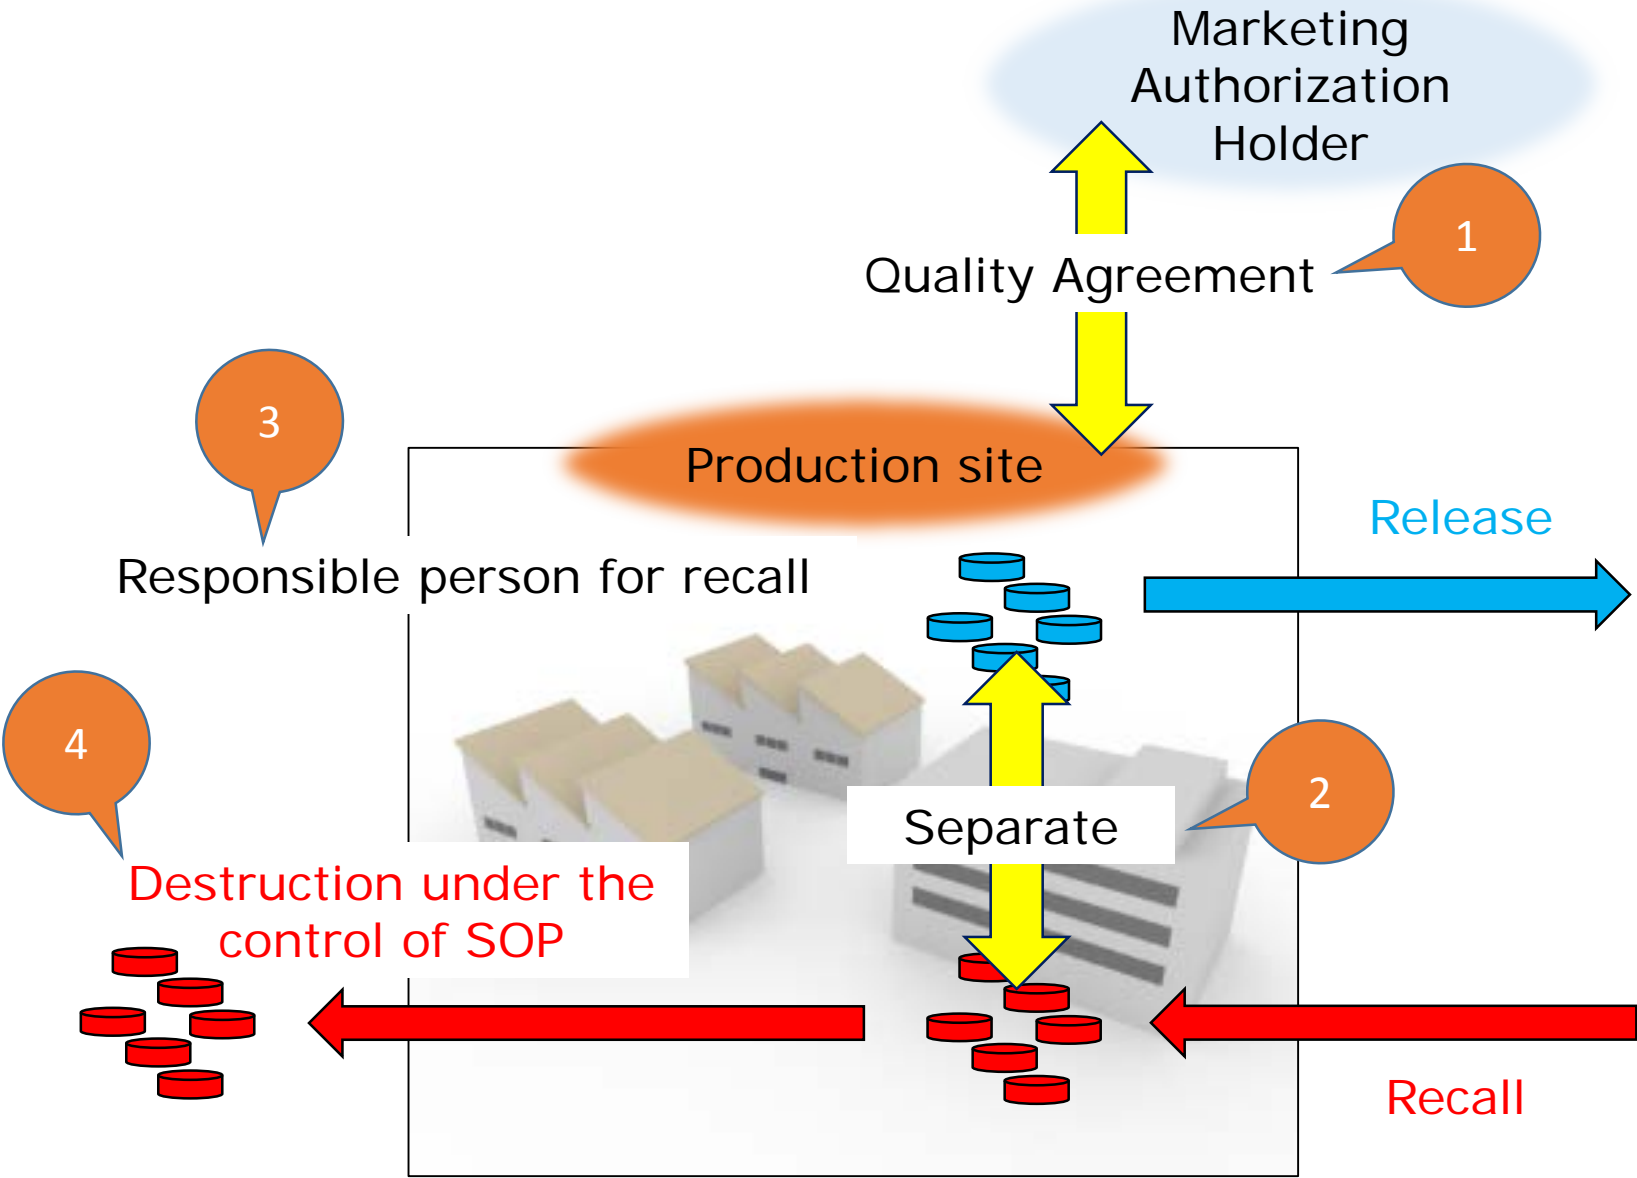 Marketing
Authorization
Holder
1
Quality Agreement
3
Production site
Release
Responsible person for recall
4
2
Separate
Destruction under the
control of SOP
Recall